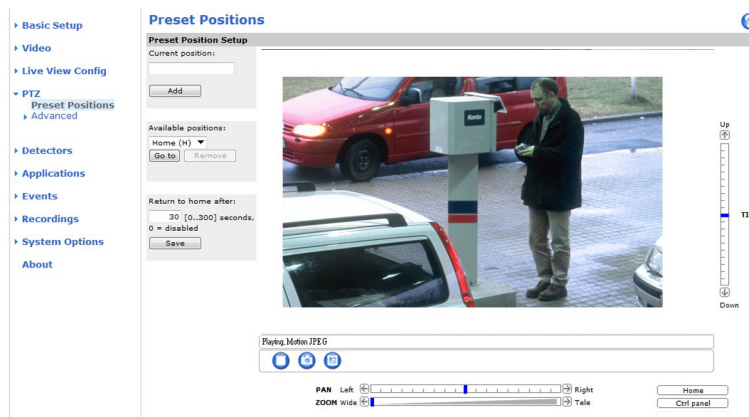 Basic Setup
Video
Live View Config
PTZ
Preset Positions
Advanced
Detectors
Applications
Events
Recordings
System Options
About
Preset Positions
Preset Position Setup
Current position:
Add
Available positions:
Home (H)
Go to Remove
Return to home after:
30 [0..300] seconds,
0 = disabled
Save
Konto
Up
Down
Playing, Motion JPEG
PAN Left Right
ZOOM Wide Tele
Home
Ctrl panel